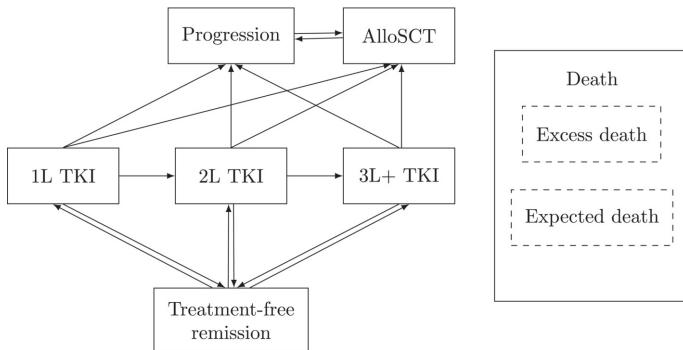 Progression
AlloSCT
Death
Excess death
1L TKI
2L TKI
3L+ TKI
Expected death
Treatment-free
remission